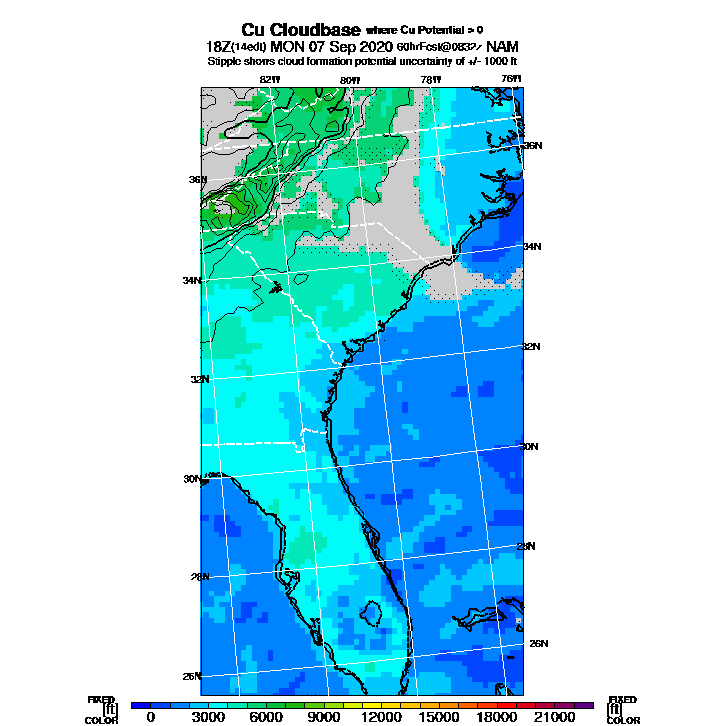 Cu Cloudbase where Cu Potential > 0
18Z(14edt) MON 07 Sep 2020 60hrFcst@0832z NAM
Stipple shows cloud formation potential uncertainty of +/- 1000 ft
82W 80W 78W 76W
36N
36N
34N
34N
32N
32N
30N
30N
28N
28N
26N
26N
FIXED FIXED
[ft] [ft]
COLOR COLOR
0 3000 6000 9000 12000 15000 18000 21000